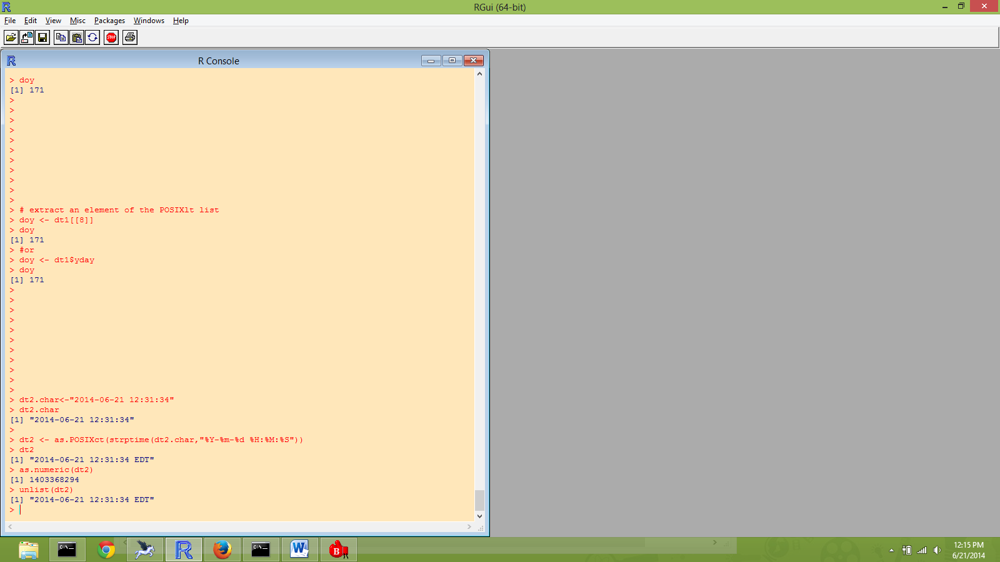 RGui (64-bit)
File Edit View Misc Packages Windows Help
STOP
R Console
> doy
[1] 171
>
>
>
>
>
>
>
>
>
>
>
> # extract an element of the POSIXlt list
> doy <- dt1[[8]]
> doy
[1] 171
> #or
> doy <- dt1$yday
> doy
[1] 171
>
>
>
>
>
>
>
>
>
>
>
> dt2.char<-"2014-06-21 12:31:34"
> dt2.char
[1] "2014-06-21 12:31:34"
>
> dt2 <- as.POSIXct(strptime(dt2.char,"%Y-%m-%d %H:%M:%S"))
> dt2
[1] "2014-06-21 12:31:34 EDT"
> as.numeric(dt2)
[1] 1403368294
> unlist(dt2)
[1] "2014-06-21 12:31:34 EDT"
>
12:15 PM
6/21/2014